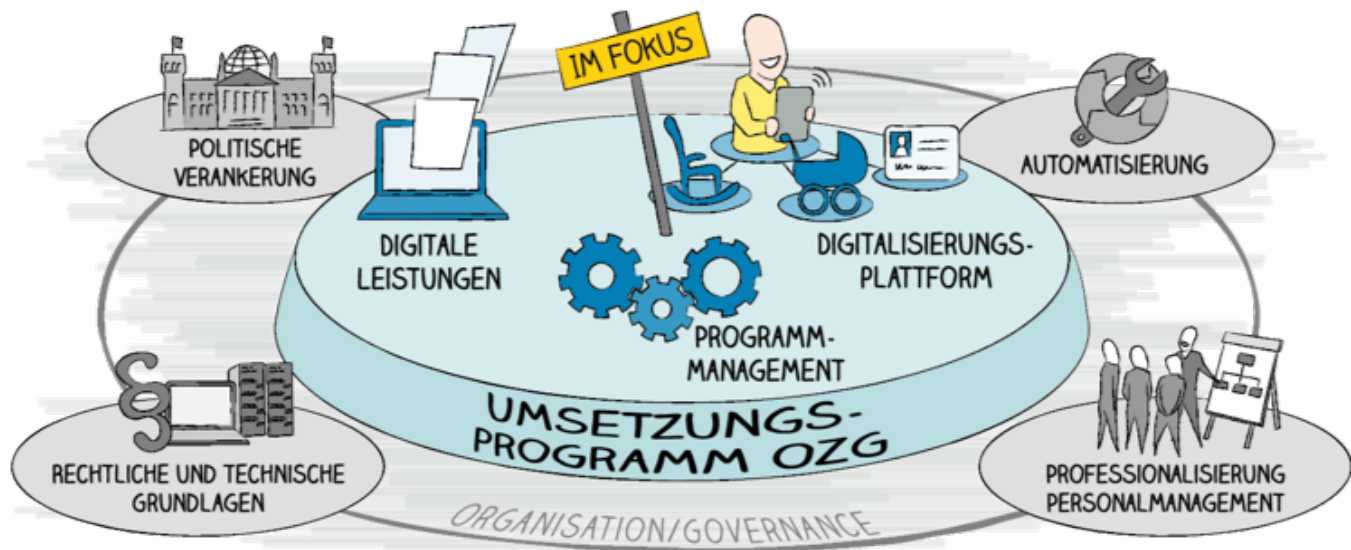 IM FOKUS
POLITISCHE
VERANKERUNG
AUTOMATISIERUNG
DIGITALE
LEISTUNGEN
DIGITALISIERUNGS-
PLATTFORM
PROGRAMM-
MANAGEMENT
UMSETZUNGS-
PROGRAMM OZG
RECHTLICHE UND TECHNISCHE
GRUNDLAGEN
PROFESSIONALISIERUNG
PERSONALMANAGEMENT
ORGANISATION/GOVERNANCE